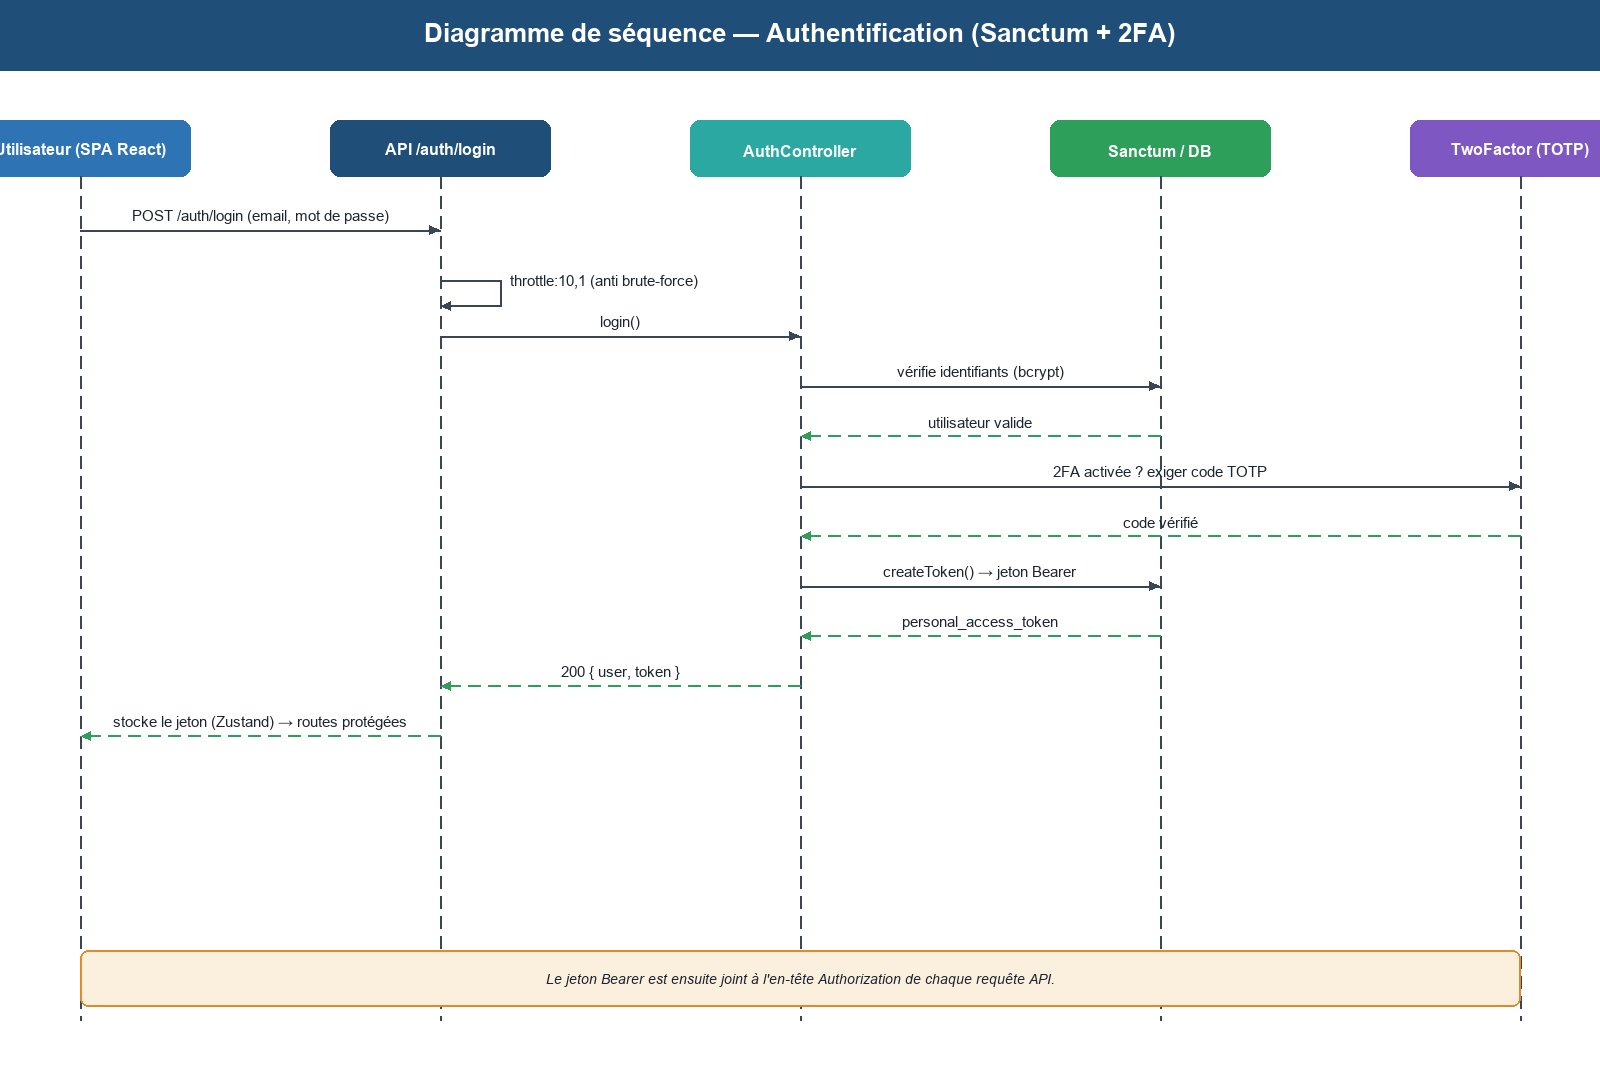 Diagramme de séquence — Authentification (Sanctum + 2FA)
Utilisateur (SPA React)
API /auth/login
AuthController
Sanctum / DB
TwoFactor (TOTP)
POST /auth/login (email, mot de passe)
throttle:10,1 (anti brute-force)
login()
vérifie identifiants (bcrypt)
utilisateur valide
2FA activée ? exiger code TOTP
code vérifié
createToken() → jeton Bearer
personal_access_token
200 { user, token }
stocke le jeton (Zustand) → routes protégées
Le jeton Bearer est ensuite joint à l'en-tête Authorization de chaque requête API.